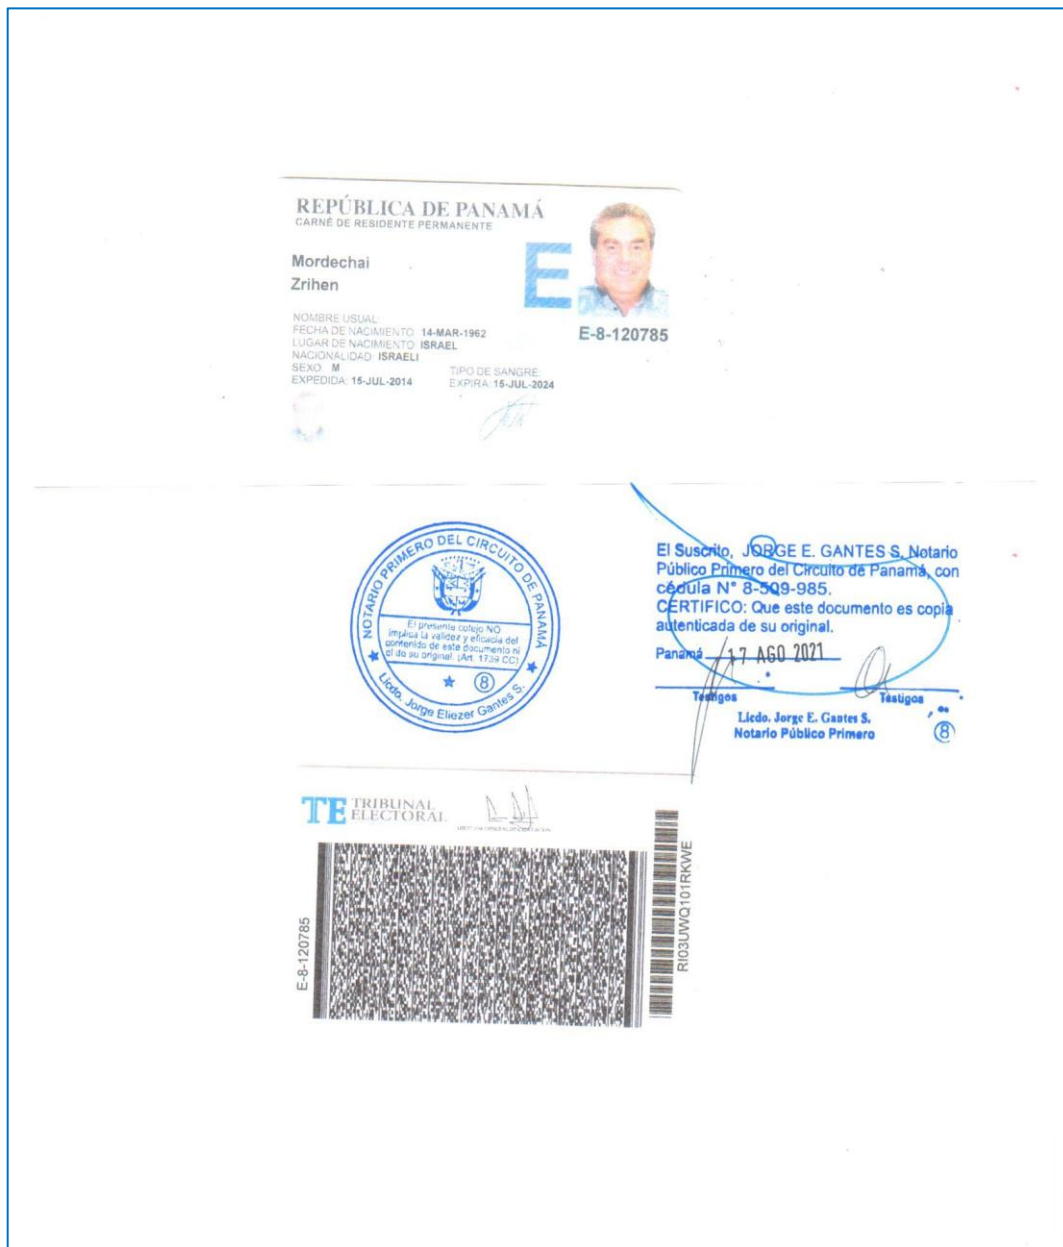 REPÚBLICA DE PANAMÁ
CARNÉ DE RESIDENTE PERMANENTE
Mordechai
Zrihen
E
NOMBRE USUAL:
FECHA DE NACIMIENTO: 14-MAR-1962
LUGAR DE NACIMIENTO: ISRAEL
NACIONALIDAD: ISRAELI
SEXO: M
TIPO DE SANGRE:
EXPEDIDA: 15-JUL-2014
EXPIRA: 15-JUL-2024
E-8-120785
NOTARIO PRIMERO DEL CIRCUITO DE PANAMÁ
El presente cotejo NO
implica la validez y eficacia del
contenido de este documento ni
el de su original. (Art. 1739 CC)
8
Licdo. Jorge Eliezer Gantes S.
El Suscrito, JORGE E. GANTES S. Notario
Público Primero del Circuito de Panamá, con
cédula N° 8-509-985.
CERTIFICO: Que este documento es copia
autenticada de su original.
Panamá 17 AGO 2021
Testigos Testigos
Licdo. Jorge E. Gantes S.
Notario Público Primero
8
TE TRIBUNAL
ELECTORAL
E-8-120785
RI03UWQ101RKWE